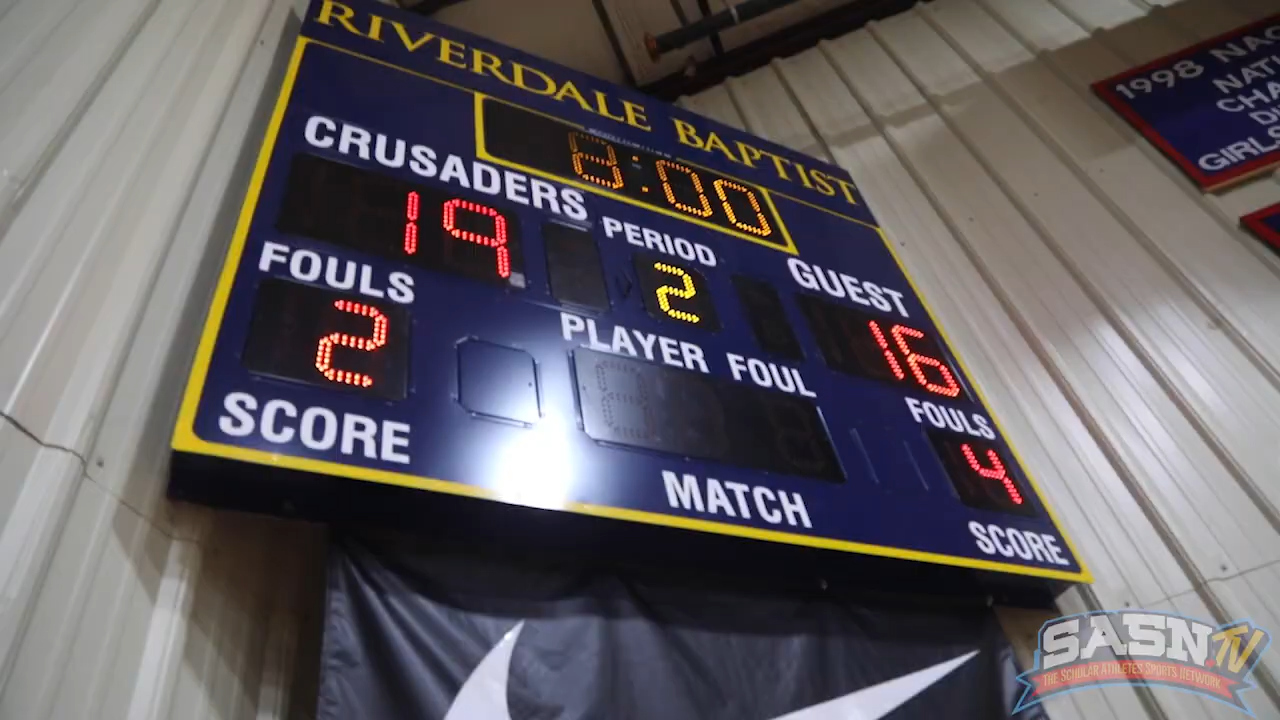 RIVERDALE BAPTIST
8:00
CRUSADERS
19
PERIOD
2
GUEST
16
FOULS
2
PLAYER FOUL
FOULS
4
SCORE
MATCH
SCORE
1998
GIRLS
SASN.TV
THE SCHOLAR ATHLETES SPORTS NETWORK